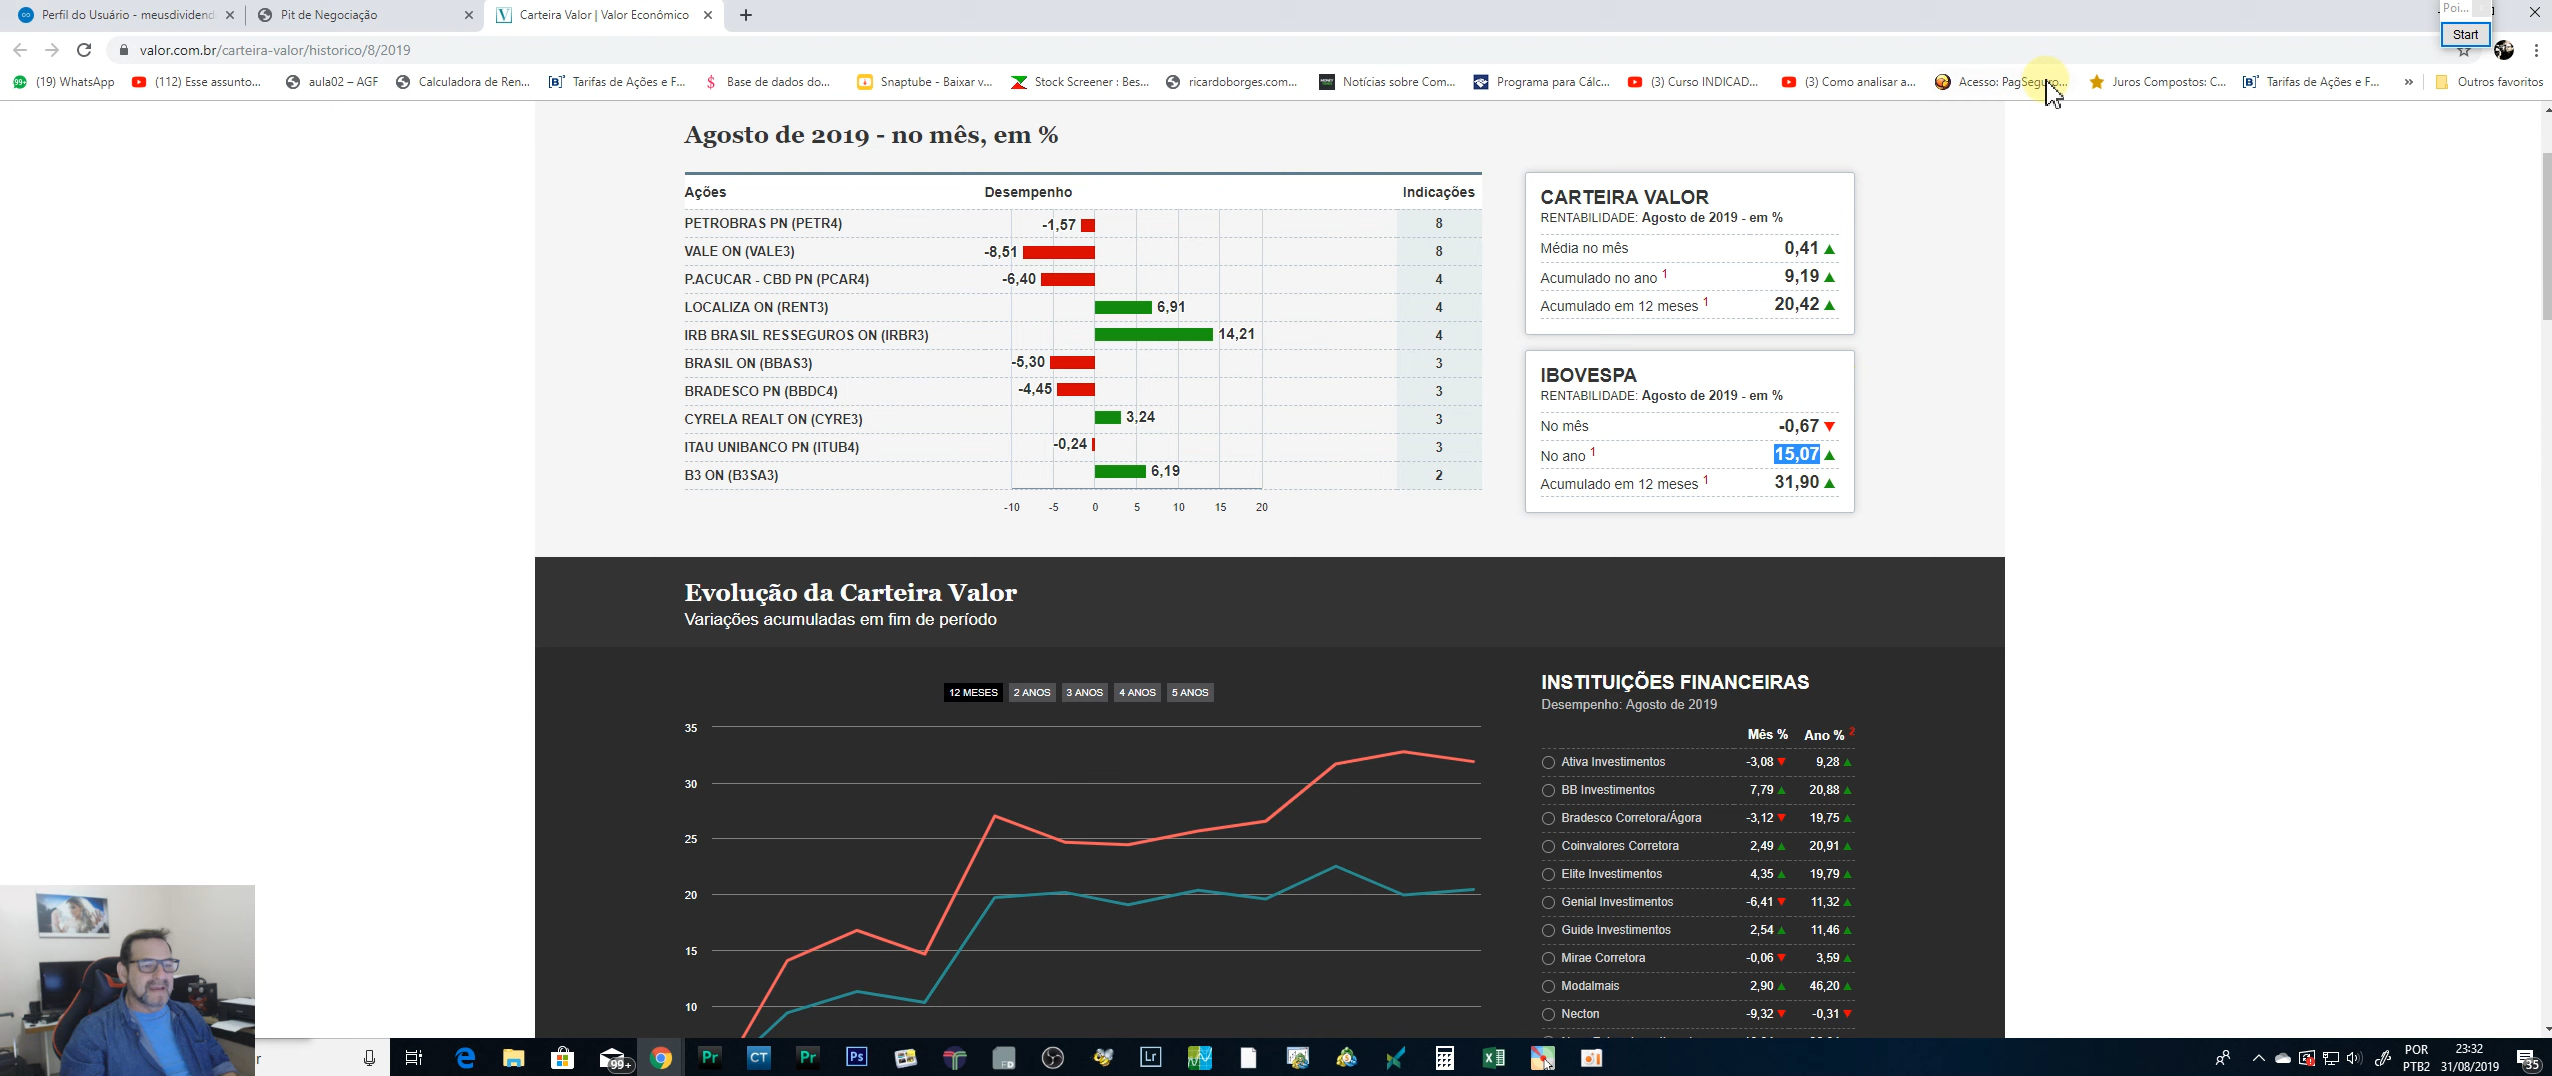 Perfil do Usuário - meusdividend
Pit de Negociação
Carteira Valor | Valor Econômico
Poi...
Start
valor.com.br/carteira-valor/historico/8/2019
(19) WhatsApp
(112) Esse assunto...
aula02 – AGF
Calculadora de Ren...
Tarifas de Ações e F...
Base de dados do...
Snaptube - Baixar v...
Stock Screener : Bes...
ricardoborges.com...
Notícias sobre Com...
Programa para Cálc...
(3) Curso INDICAD...
(3) Como analisar a...
Acesso: PagSeguro...
Juros Compostos: C...
Tarifas de Ações e F...
»
Outros favoritos
Agosto de 2019 - no mês, em %
Ações Desempenho Indicações
PETROBRAS PN (PETR4) -1,57 8
VALE ON (VALE3) -8,51 8
P.ACUCAR - CBD PN (PCAR4) -6,40 4
LOCALIZA ON (RENT3) 6,91 4
IRB BRASIL RESSEGUROS ON (IRBR3) 14,21 4
BRASIL ON (BBAS3) -5,30 3
BRADESCO PN (BBDC4) -4,45 3
CYRELA REALT ON (CYRE3) 3,24 3
ITAU UNIBANCO PN (ITUB4) -0,24 3
B3 ON (B3SA3) 6,19 2
-10 -5 0 5 10 15 20
CARTEIRA VALOR
RENTABILIDADE: Agosto de 2019 - em %
Média no mês 0,41
Acumulado no ano 1 9,19
Acumulado em 12 meses 1 20,42
IBOVESPA
RENTABILIDADE: Agosto de 2019 - em %
No mês -0,67
No ano 1 15,07
Acumulado em 12 meses 1 31,90
Evolução da Carteira Valor
Variações acumuladas em fim de período
12 MESES 2 ANOS 3 ANOS 4 ANOS 5 ANOS
35
30
25
20
15
10
INSTITUIÇÕES FINANCEIRAS
Desempenho: Agosto de 2019
Mês % Ano % 2
Ativa Investimentos -3,08 9,28
BB Investimentos 7,79 20,88
Bradesco Corretora/Ágora -3,12 19,75
Coinvalores Corretora 2,49 20,91
Elite Investimentos 4,35 19,79
Genial Investimentos -6,41 11,32
Guide Investimentos 2,54 11,46
Mirae Corretora -0,06 3,59
Modalmais 2,90 46,20
Necton -9,32 -0,31
r
99+
Pr
CT
Pr
Ps
Lr
POR
PTB2
23:32
31/08/2019
35